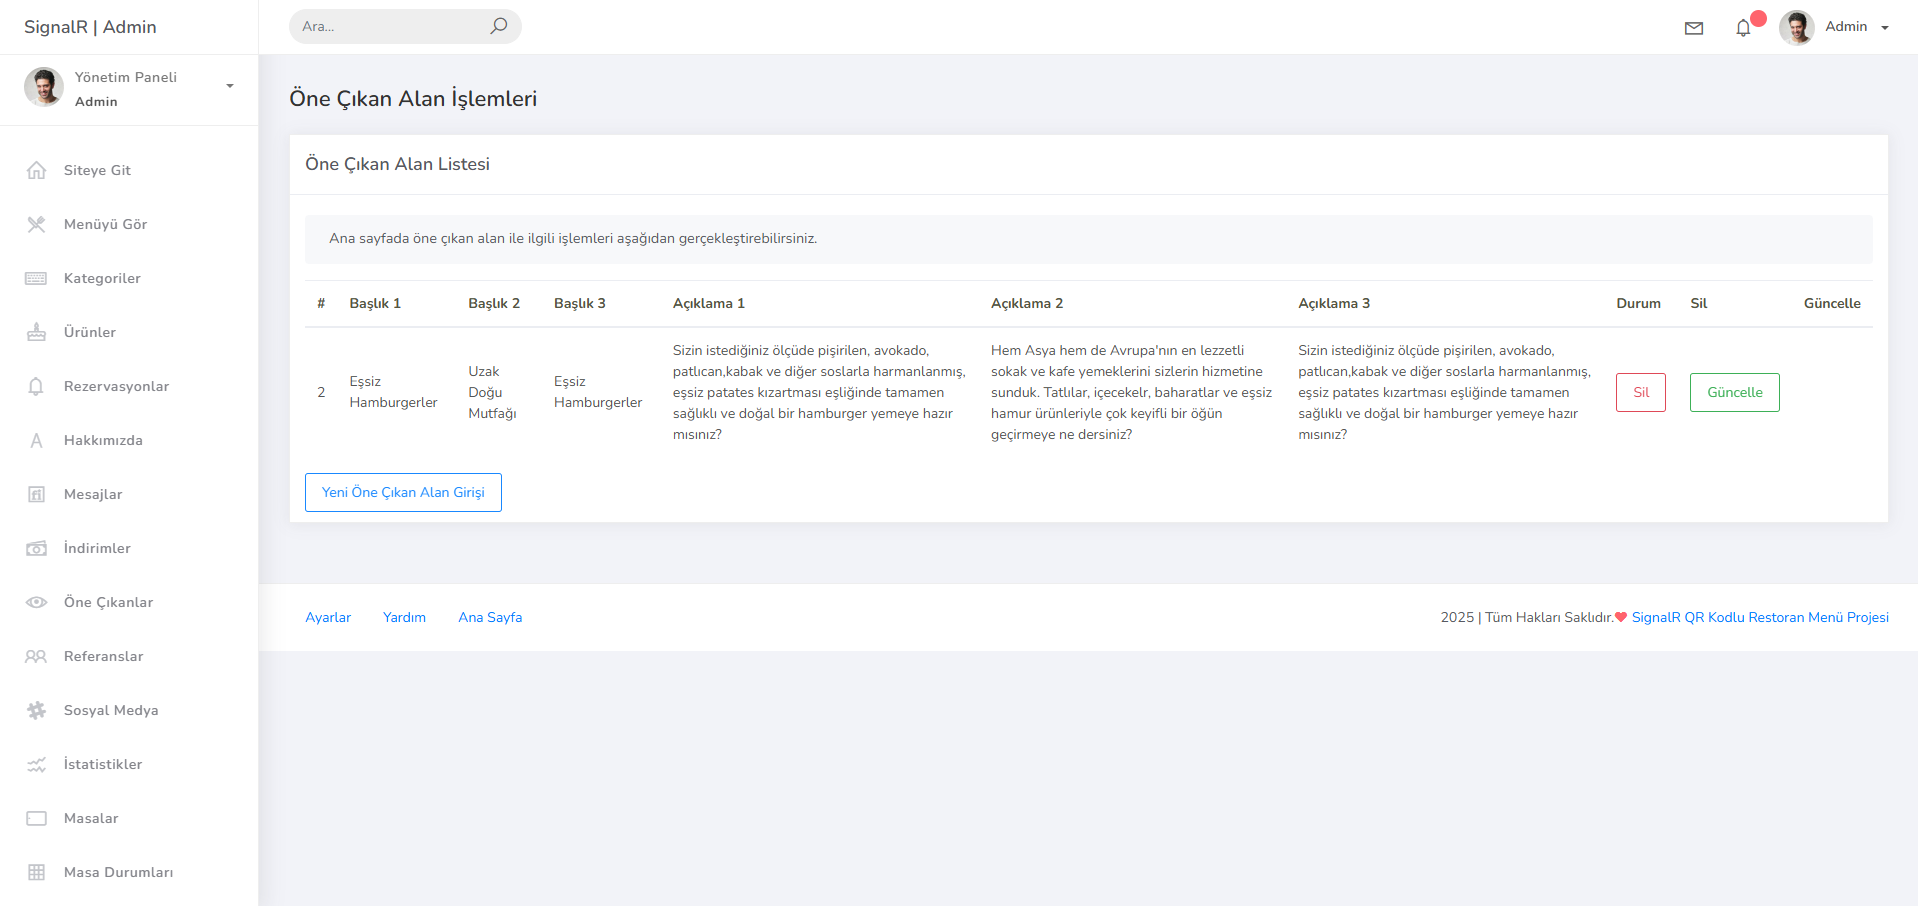 SignalR | Admin
Ara...
Admin
Yönetim Paneli
Admin
Siteye Git
Menüyü Gör
Kategoriler
Ürünler
Rezervasyonlar
Hakkımızda
Mesajlar
İndirimler
Öne Çıkanlar
Referanslar
Sosyal Medya
İstatistikler
Masalar
Masa Durumları
Öne Çıkan Alan İşlemleri
Öne Çıkan Alan Listesi
Ana sayfada öne çıkan alan ile ilgili işlemleri aşağıdan gerçekleştirebilirsiniz.
# Başlık 1 Başlık 2 Başlık 3 Açıklama 1 Açıklama 2 Açıklama 3 Durum Sil Güncelle
2
Eşsiz
Hamburgerler
Uzak
Doğu
Mutfağı
Eşsiz
Hamburgerler
Sizin istediğiniz ölçüde pişirilen, avokado,
patlıcan,kabak ve diğer soslarla harmanlanmış,
eşsiz patates kızartması eşliğinde tamamen
sağlıklı ve doğal bir hamburger yemeye hazır
mısınız?
Hem Asya hem de Avrupa'nın en lezzetli
sokak ve kafe yemeklerini sizlerin hizmetine
sunduk. Tatlılar, içecekelr, baharatlar ve eşsiz
hamur ürünleriyle çok keyifli bir öğün
geçirmeye ne dersiniz?
Sizin istediğiniz ölçüde pişirilen, avokado,
patlıcan,kabak ve diğer soslarla harmanlanmış,
eşsiz patates kızartması eşliğinde tamamen
sağlıklı ve doğal bir hamburger yemeye hazır
mısınız?
Sil
Güncelle
Yeni Öne Çıkan Alan Girişi
Ayarlar Yardım Ana Sayfa
2025 | Tüm Hakları Saklıdır.❤ SignalR QR Kodlu Restoran Menü Projesi